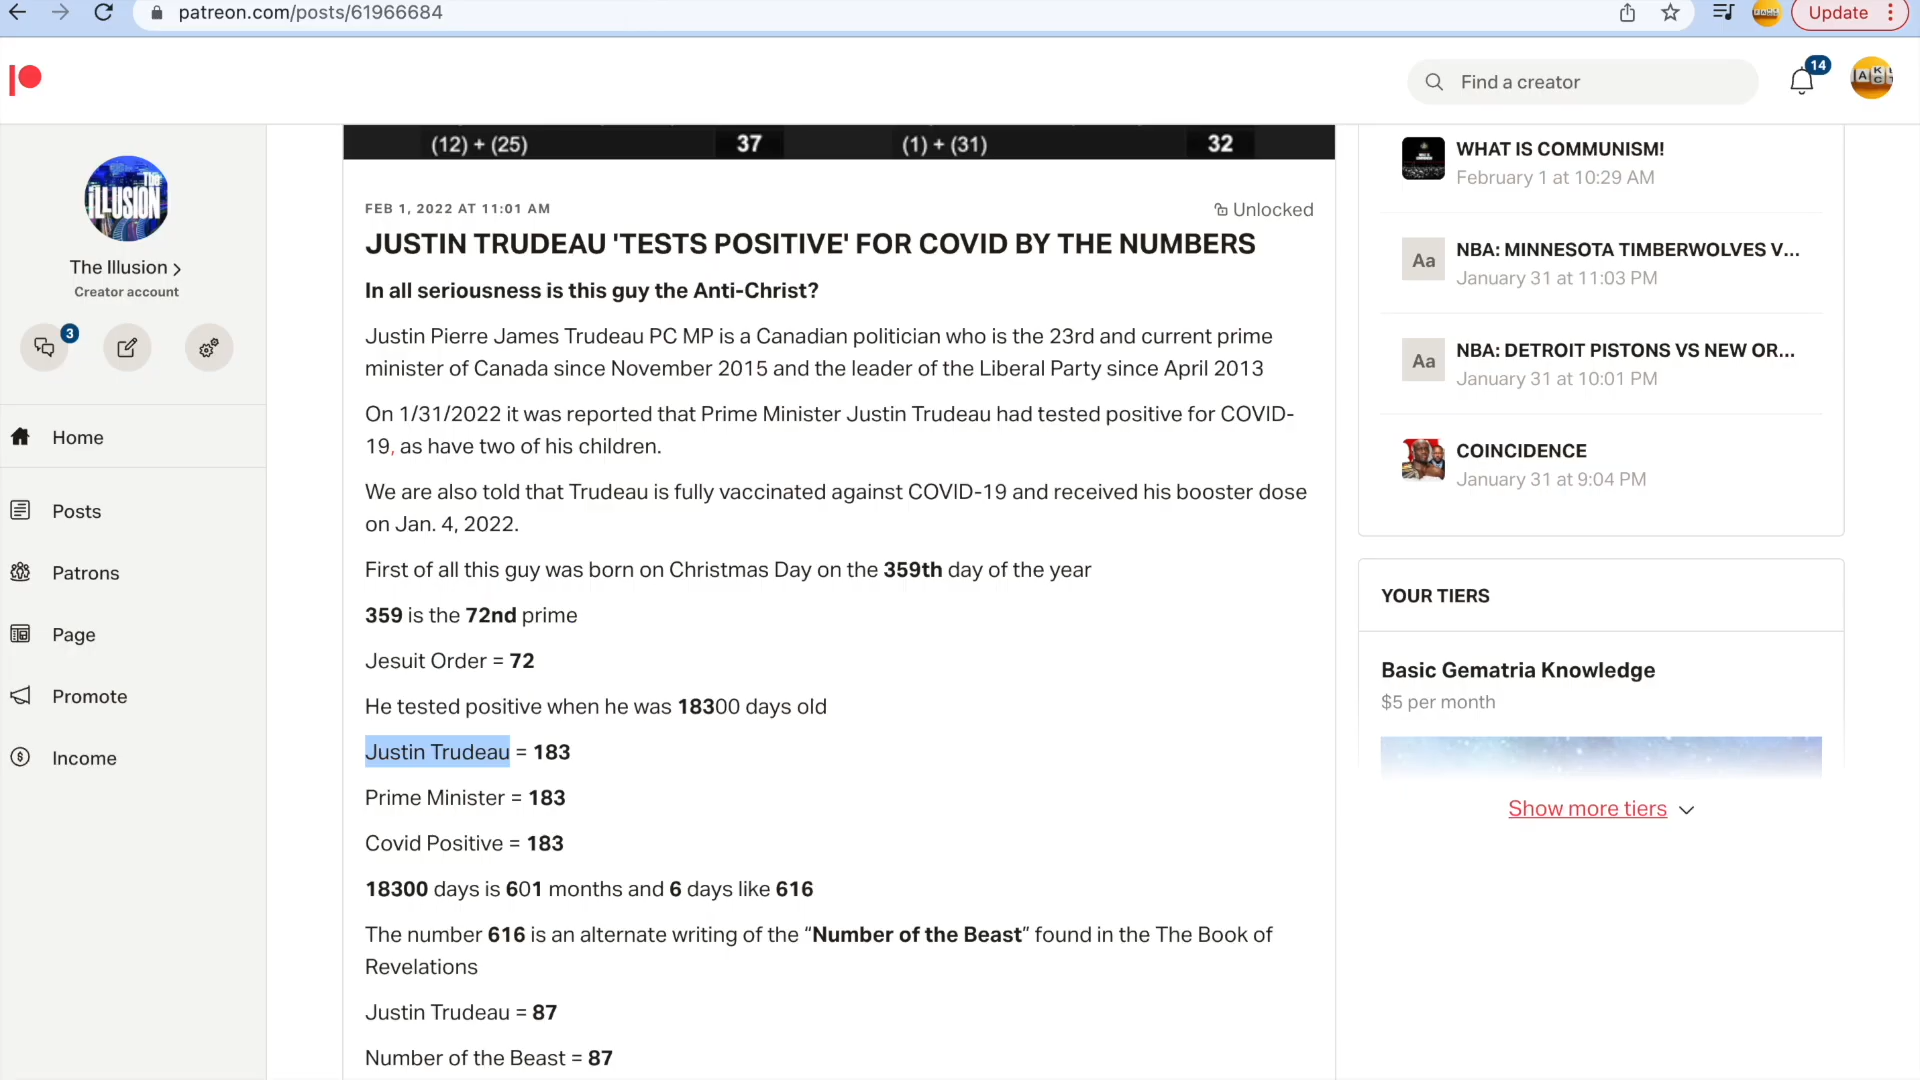 patreon.com/posts/61966684
Update
Find a creator
14
(12) + (25) 37 (1) + (31) 32
The ILLUSION
The Illusion
Creator account
3
Home
Posts
Patrons
Page
Promote
Income
FEB 1, 2022 AT 11:01 AM
Unlocked
JUSTIN TRUDEAU 'TESTS POSITIVE' FOR COVID BY THE NUMBERS
In all seriousness is this guy the Anti-Christ?
Justin Pierre James Trudeau PC MP is a Canadian politician who is the 23rd and current prime
minister of Canada since November 2015 and the leader of the Liberal Party since April 2013
On 1/31/2022 it was reported that Prime Minister Justin Trudeau had tested positive for COVID-
19, as have two of his children.
We are also told that Trudeau is fully vaccinated against COVID-19 and received his booster dose
on Jan. 4, 2022.
First of all this guy was born on Christmas Day on the 359th day of the year
359 is the 72nd prime
Jesuit Order = 72
He tested positive when he was 18300 days old
Justin Trudeau = 183
Prime Minister = 183
Covid Positive = 183
18300 days is 601 months and 6 days like 616
The number 616 is an alternate writing of the “Number of the Beast” found in the The Book of
Revelations
Justin Trudeau = 87
Number of the Beast = 87
WHAT IS COMMUNISM!
February 1 at 10:29 AM
Aa
NBA: MINNESOTA TIMBERWOLVES V...
January 31 at 11:03 PM
Aa
NBA: DETROIT PISTONS VS NEW OR...
January 31 at 10:01 PM
COINCIDENCE
January 31 at 9:04 PM
YOUR TIERS
Basic Gematria Knowledge
$5 per month
Show more tiers